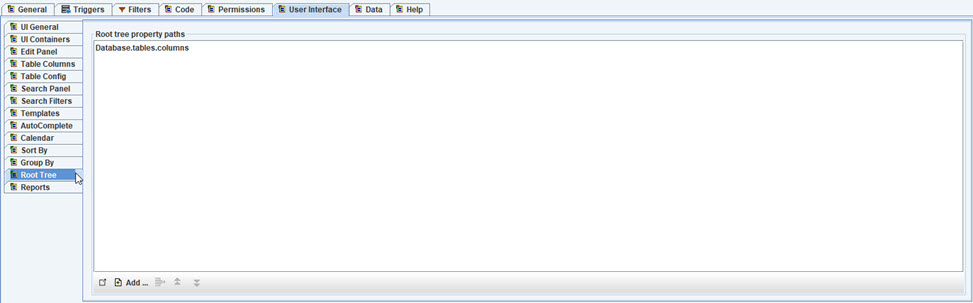 General Triggers Filters Code Permissions User Interface Data Help
UI General
UI Containers
Edit Panel
Table Columns
Table Config
Search Panel
Search Filters
Templates
AutoComplete
Calendar
Sort By
Group By
Root Tree
Reports
Root tree property paths
Database.tables.columns
Add ...